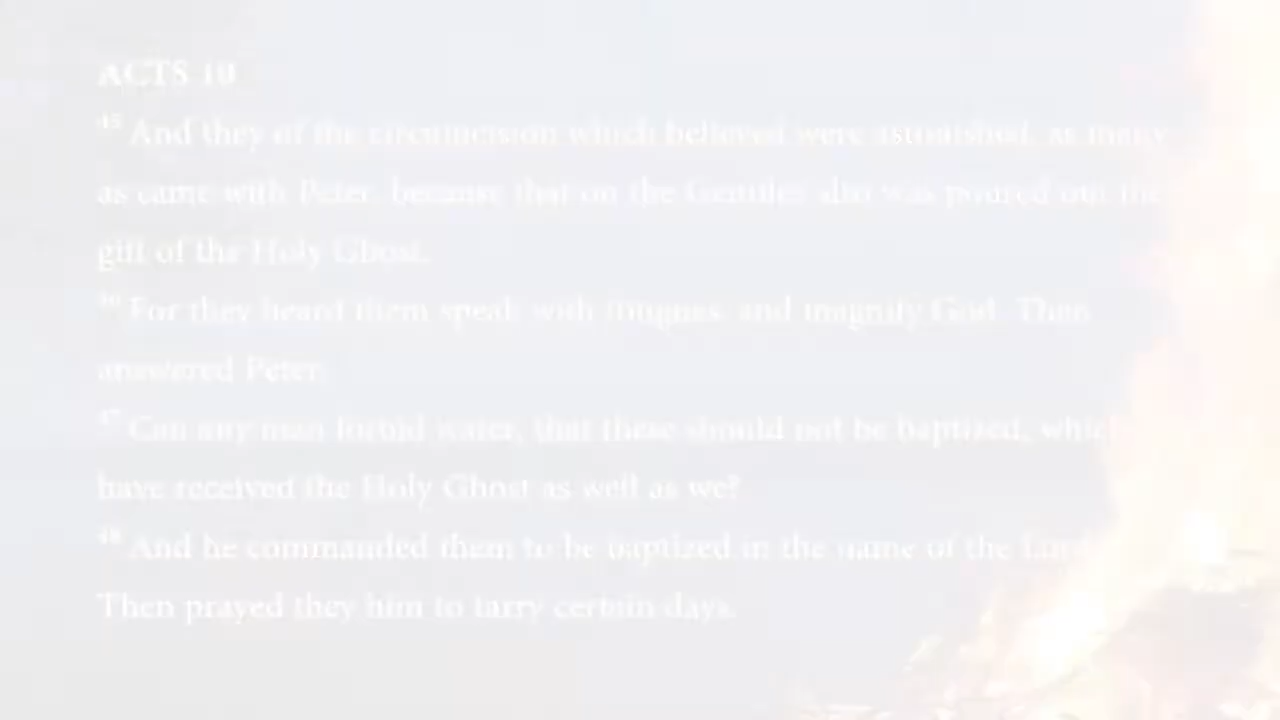 ACTS 10
45 And they of the circumcision which believed were astonished, as many
as came with Peter, because that on the Gentiles also was poured out the
gift of the Holy Ghost.
46 For they heard them speak with tongues, and magnify God. Then
answered Peter,
47 Can any man forbid water, that these should not be baptized, which
have received the Holy Ghost as well as we?
48 And he commanded them to be baptized in the name of the Lord.
Then prayed they him to tarry certain days.